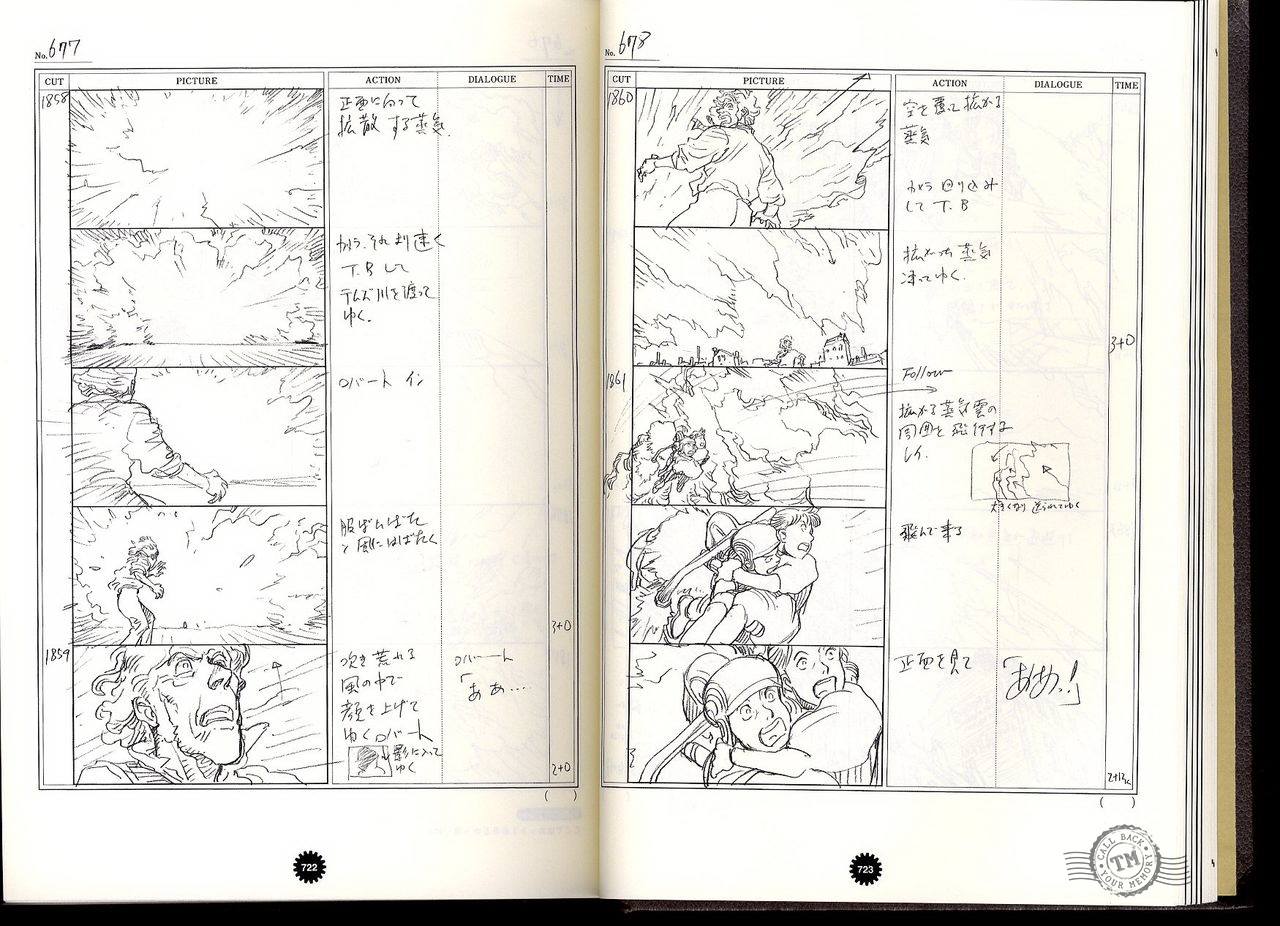 No. 677
CUT
PICTURE
ACTION
DIALOGUE
TIME
1858
正面に向って
拡散する蒸気.
カメラ.それより速く
T.B して
テムズ川を渡って
ゆく.
ロバート イン
服ばたばた
風にはばたく
3+0
1859
吹き荒れる
風の中で
顔を上げて
ゆくロバート
影に入って
ゆく
ロバート
「ああ....
2+0
( )
722
No. 678
CUT
PICTURE
ACTION
DIALOGUE
TIME
1860
空を覆って拡がる
蒸気
カメラ 回り込み
して T.B
拡がった蒸気
凍ってゆく.
3+0
1861
Follow
拡がる蒸気雲の
周囲を飛行する
レイ.
大きくなり 送られてゆく
飛んで来る
正面を見て
「ああっ!」
2+12K
( )
723
CALL BACK
TM
YOUR MEMORY